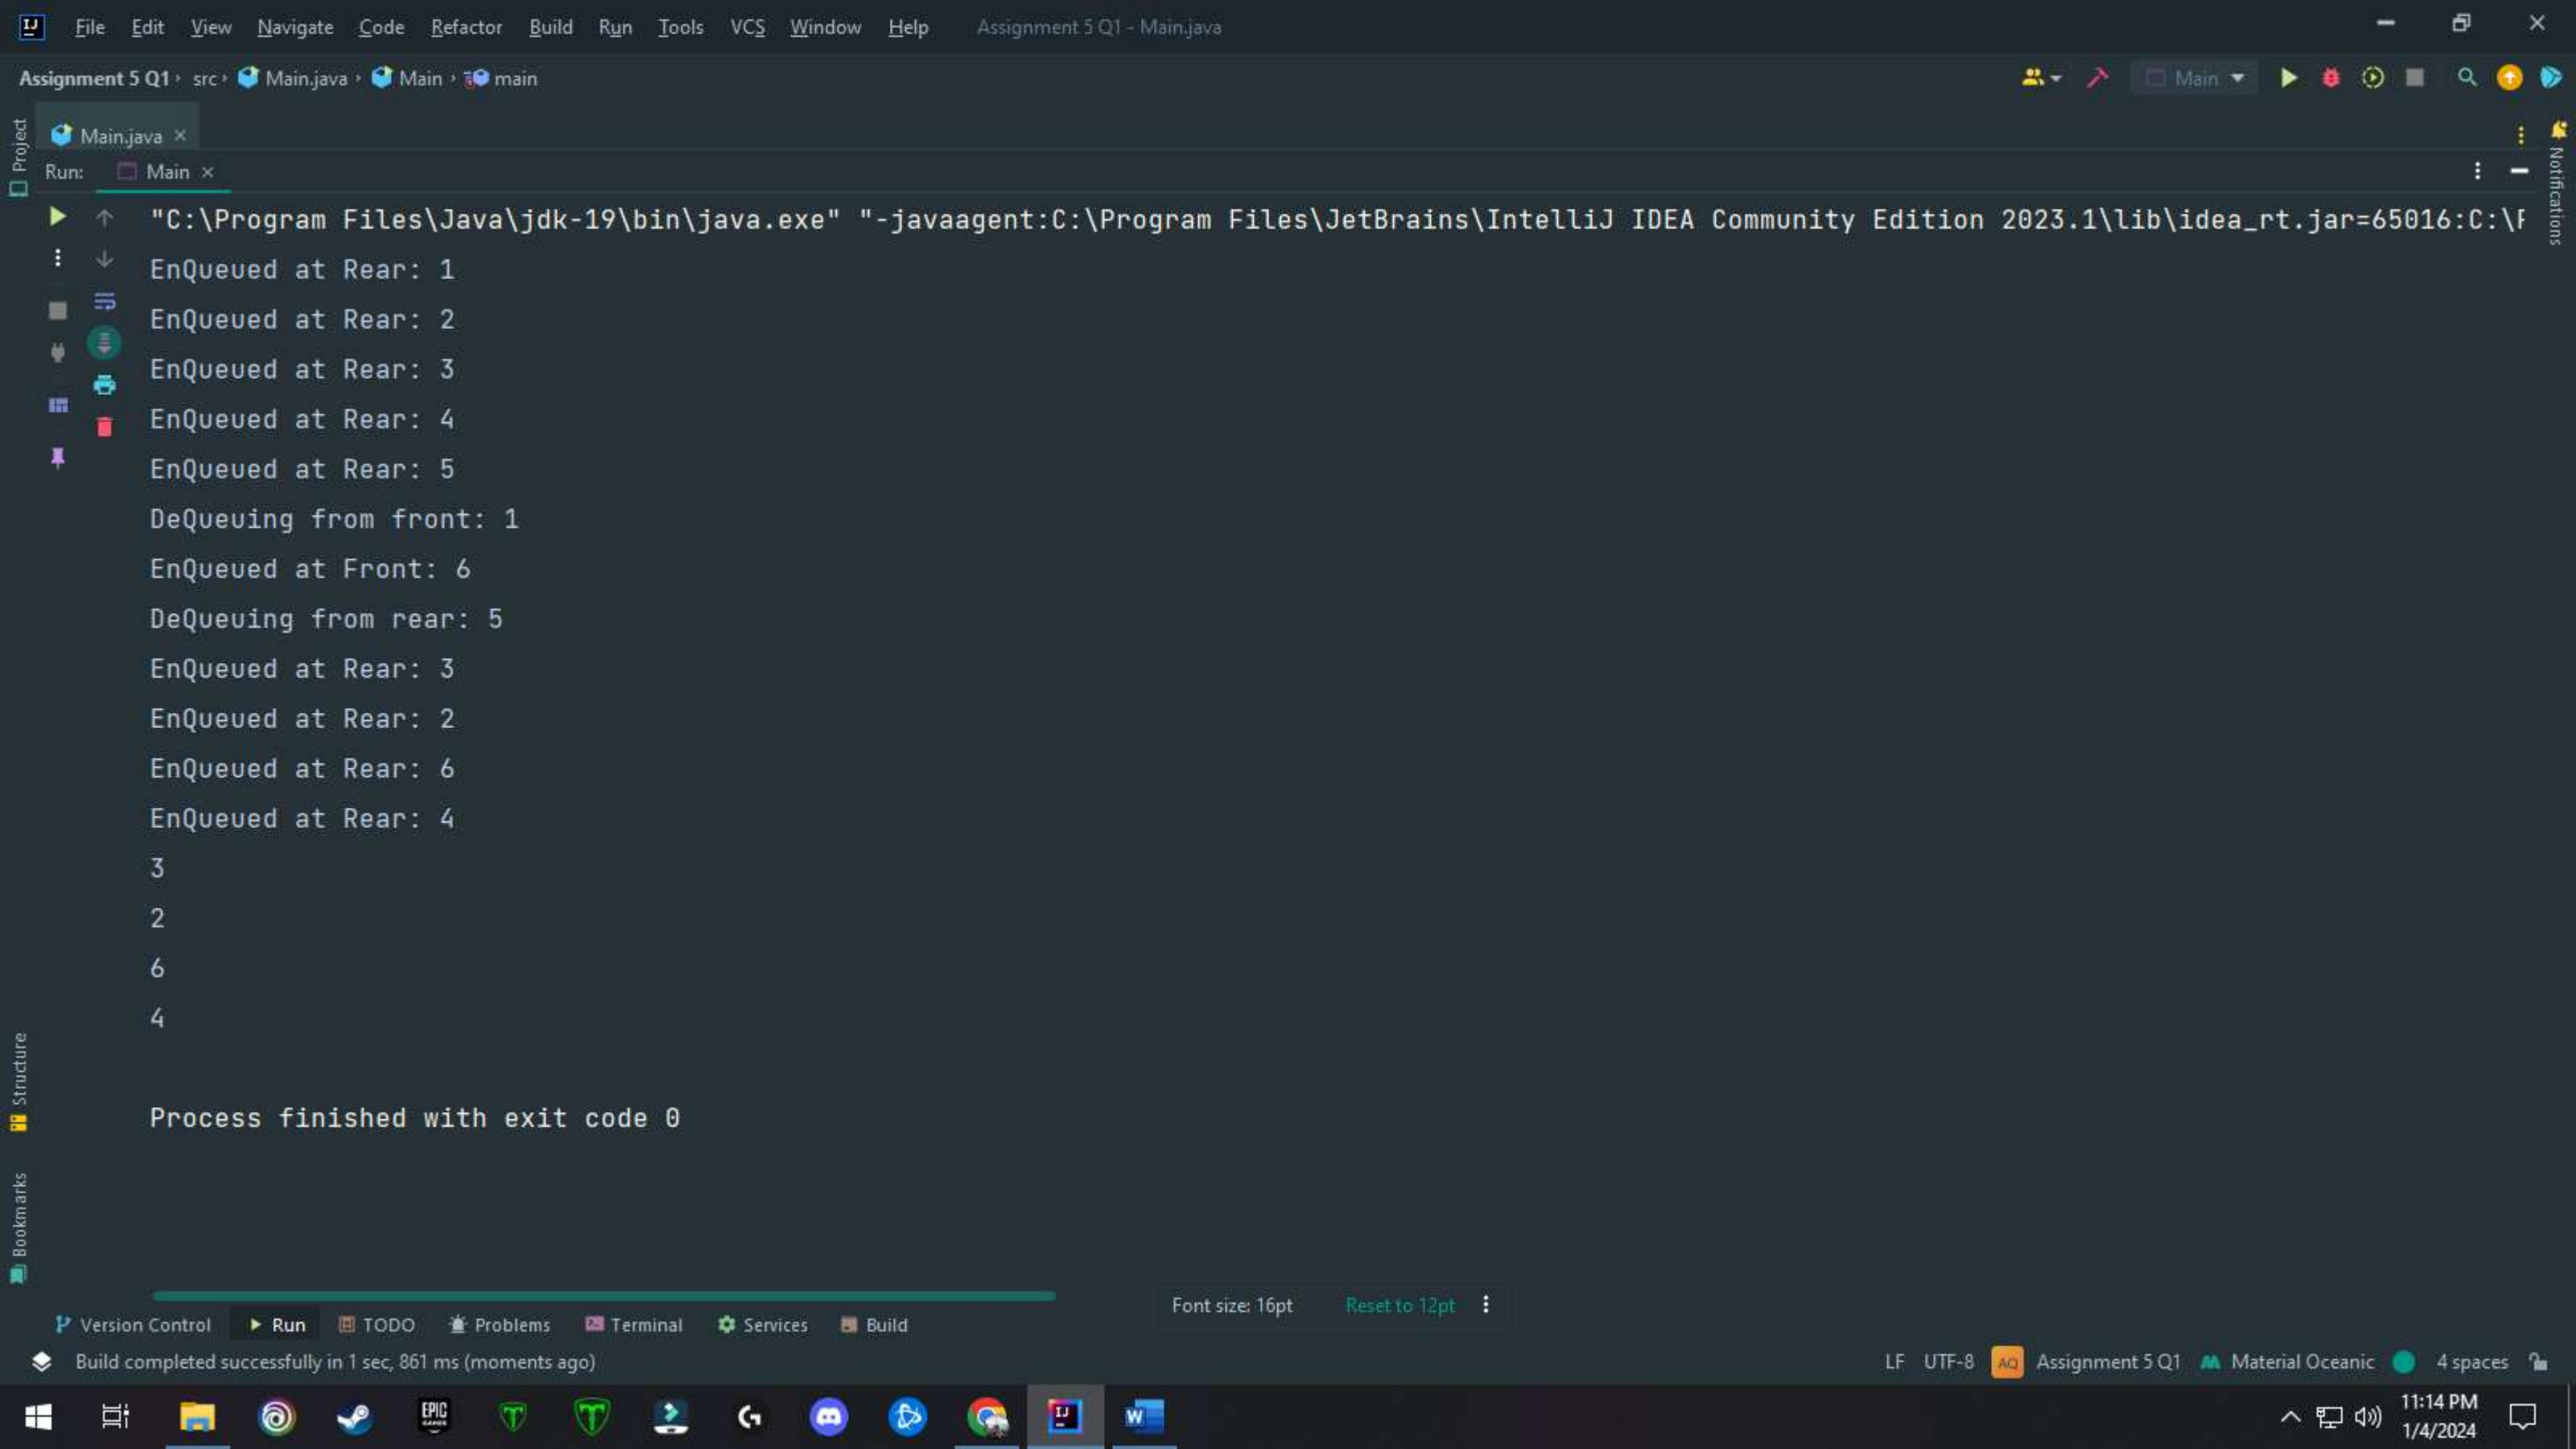 File Edit View Navigate Code Refactor Build Run Tools VCS Window Help Assignment 5 Q1 - Main.java
Assignment 5 Q1 src Main.java Main main Main
Project
Main.java
Notifications
Run: Main
"C:\Program Files\Java\jdk-19\bin\java.exe" "-javaagent:C:\Program Files\JetBrains\IntelliJ IDEA Community Edition 2023.1\lib\idea_rt.jar=65016:C:\P
EnQueued at Rear: 1
EnQueued at Rear: 2
EnQueued at Rear: 3
EnQueued at Rear: 4
EnQueued at Rear: 5
DeQueuing from front: 1
EnQueued at Front: 6
DeQueuing from rear: 5
EnQueued at Rear: 3
EnQueued at Rear: 2
EnQueued at Rear: 6
EnQueued at Rear: 4
3
2
6
4
Process finished with exit code 0
Structure
Bookmarks
Font size: 16pt Reset to 12pt
Version Control Run TODO Problems Terminal Services Build
Build completed successfully in 1 sec, 861 ms (moments ago) LF UTF-8 AQ Assignment 5 Q1 Material Oceanic 4 spaces
EPIC GAMES
IJ
W
11:14 PM
1/4/2024